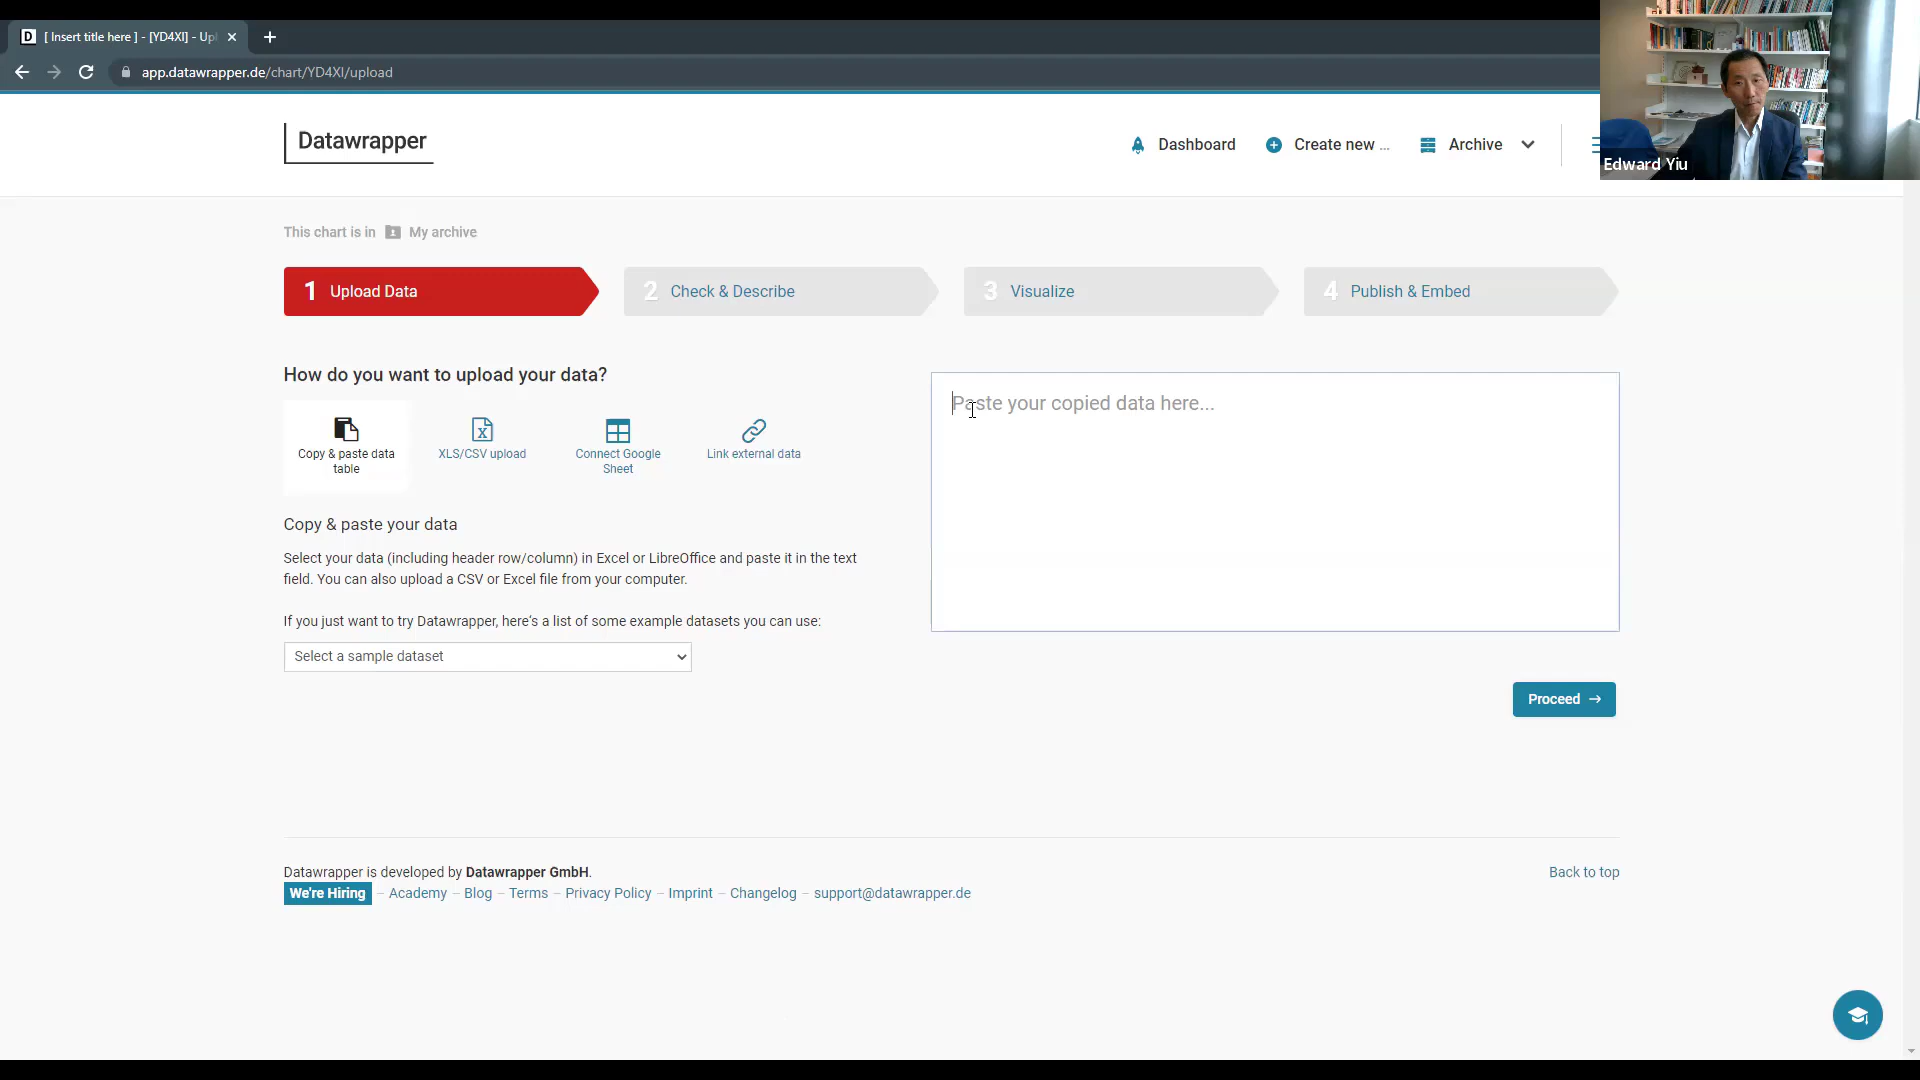 [ Insert title here ] - [YD4XI] - Upl
app.datawrapper.de/chart/YD4XI/upload
Datawrapper
Dashboard
Create new ...
Archive
Edward Yiu
This chart is in My archive
1 Upload Data
2 Check & Describe
3 Visualize
4 Publish & Embed
How do you want to upload your data?
Copy & paste data
table
XLS/CSV upload
Connect Google
Sheet
Link external data
Paste your copied data here...
Copy & paste your data
Select your data (including header row/column) in Excel or LibreOffice and paste it in the text
field. You can also upload a CSV or Excel file from your computer.
If you just want to try Datawrapper, here's a list of some example datasets you can use:
Select a sample dataset
Proceed
Datawrapper is developed by Datawrapper GmbH.
Back to top
We're Hiring – Academy – Blog – Terms – Privacy Policy – Imprint – Changelog – support@datawrapper.de